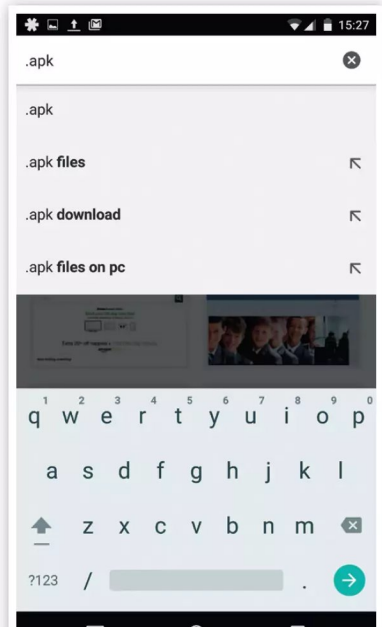 15:27
.apk
.apk
.apk files
.apk download
.apk files on pc
1 2 3 4 5 6 7 8 9 0
q w e r t y u i o p
a s d f g h j k l
z x c v b n m
?123 / .